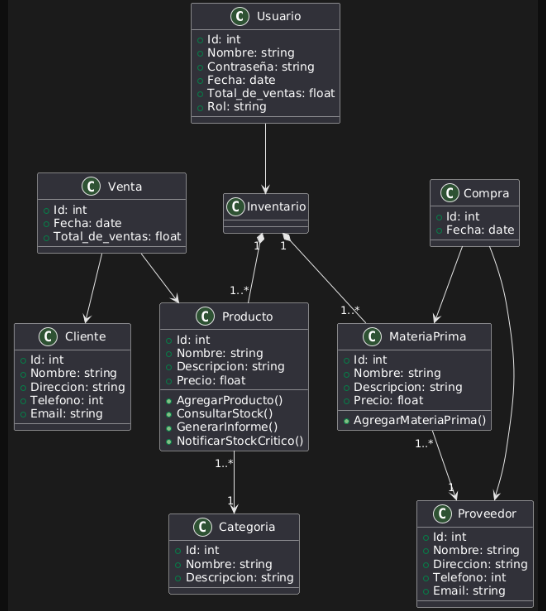 C Usuario
Id: int
Nombre: string
Contraseña: string
Fecha: date
Total_de_ventas: float
Rol: string
C Venta
Id: int
Fecha: date
Total_de_ventas: float
C Inventario
C Compra
Id: int
Fecha: date
1
1
1..*
1..*
C Cliente
Id: int
Nombre: string
Direccion: string
Telefono: int
Email: string
C Producto
Id: int
Nombre: string
Descripcion: string
Precio: float
AgregarProducto()
ConsultarStock()
GenerarInforme()
NotificarStockCritico()
C MateriaPrima
Id: int
Nombre: string
Descripcion: string
Precio: float
AgregarMateriaPrima()
1..*
1
1..*
1
C Categoria
Id: int
Nombre: string
Descripcion: string
C Proveedor
Id: int
Nombre: string
Direccion: string
Telefono: int
Email: string